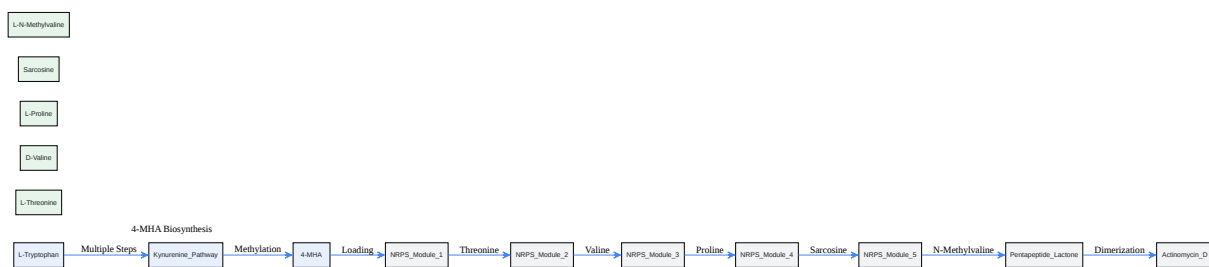 L-N-Methylvaline
Sarcosine
L-Proline
D-Valine
L-Threonine
4-MHA Biosynthesis
L-Tryptophan
Multiple Steps
Kynurenine_Pathway
Methylation
4-MHA
Loading
NRPS_Module_1
Threonine
NRPS_Module_2
Valine
NRPS_Module_3
Proline
NRPS_Module_4
Sarcosine
NRPS_Module_5
N-Methylvaline
Pentapeptide_Lactone
Dimerization
Actinomycin_D